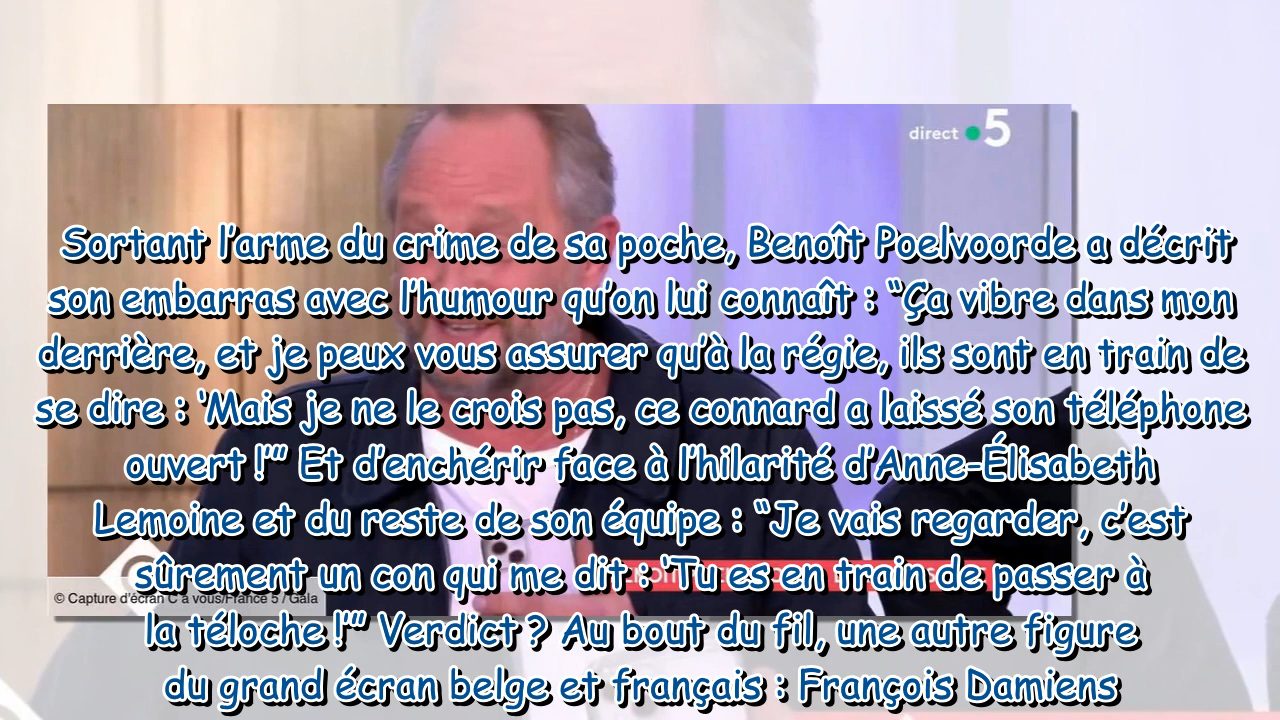 direct 5
Sortant l’arme du crime de sa poche, Benoît Poelvoorde a décrit
son embarras avec l’humour qu’on lui connaît : “Ça vibre dans mon
derrière, et je peux vous assurer qu’à la régie, ils sont en train de
se dire : ‘Mais je ne le crois pas, ce connard a laissé son téléphone
ouvert !’” Et d’enchérir face à l’hilarité d’Anne-Élisabeth
Lemoine et du reste de son équipe : “Je vais regarder, c’est
sûrement un con qui me dit : ‘Tu es en train de passer à
© Capture d'écran C à vous/France 5 / Gala
la téloche !’” Verdict ? Au bout du fil, une autre figure
du grand écran belge et français : François Damiens